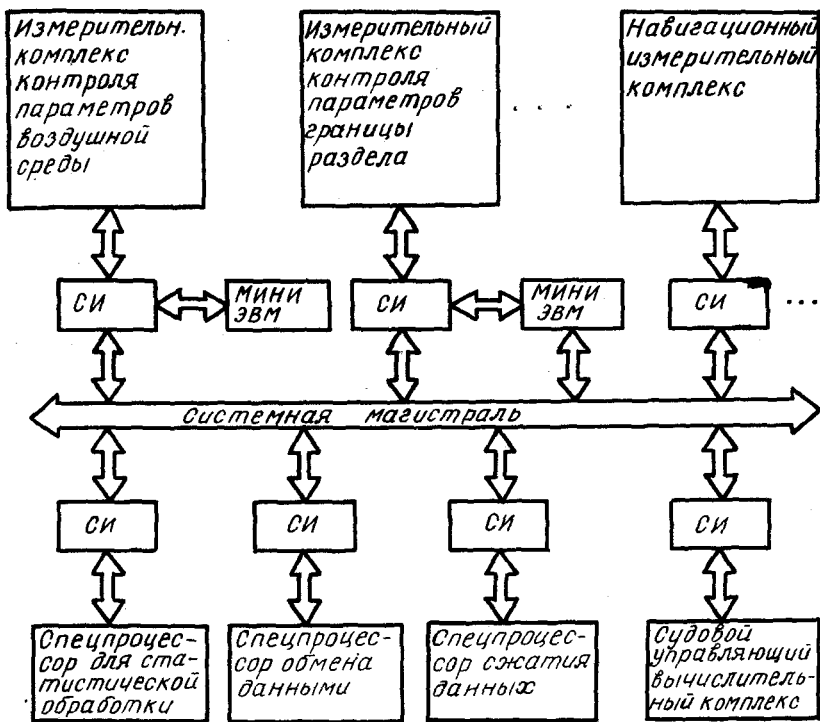 Измерительн.
комплекс
контроля
параметров
воздушной
среды
Измерительный
комплекс
контроля
параметров
границы
раздела
. . .
Навигационный
измерительный
комплекс
СИ
МИНИ
ЭВМ
СИ
МИНИ
ЭВМ
СИ
...
Системная магистраль
СИ
СИ
СИ
СИ
Спецпроцес-
сор для ста-
тистической
обработки
Спецпроцес-
сор обмена
данными
Спецпроцес-
сор сжатия
данных
Судовой
управляющий
вычислитель-
ный комплекс